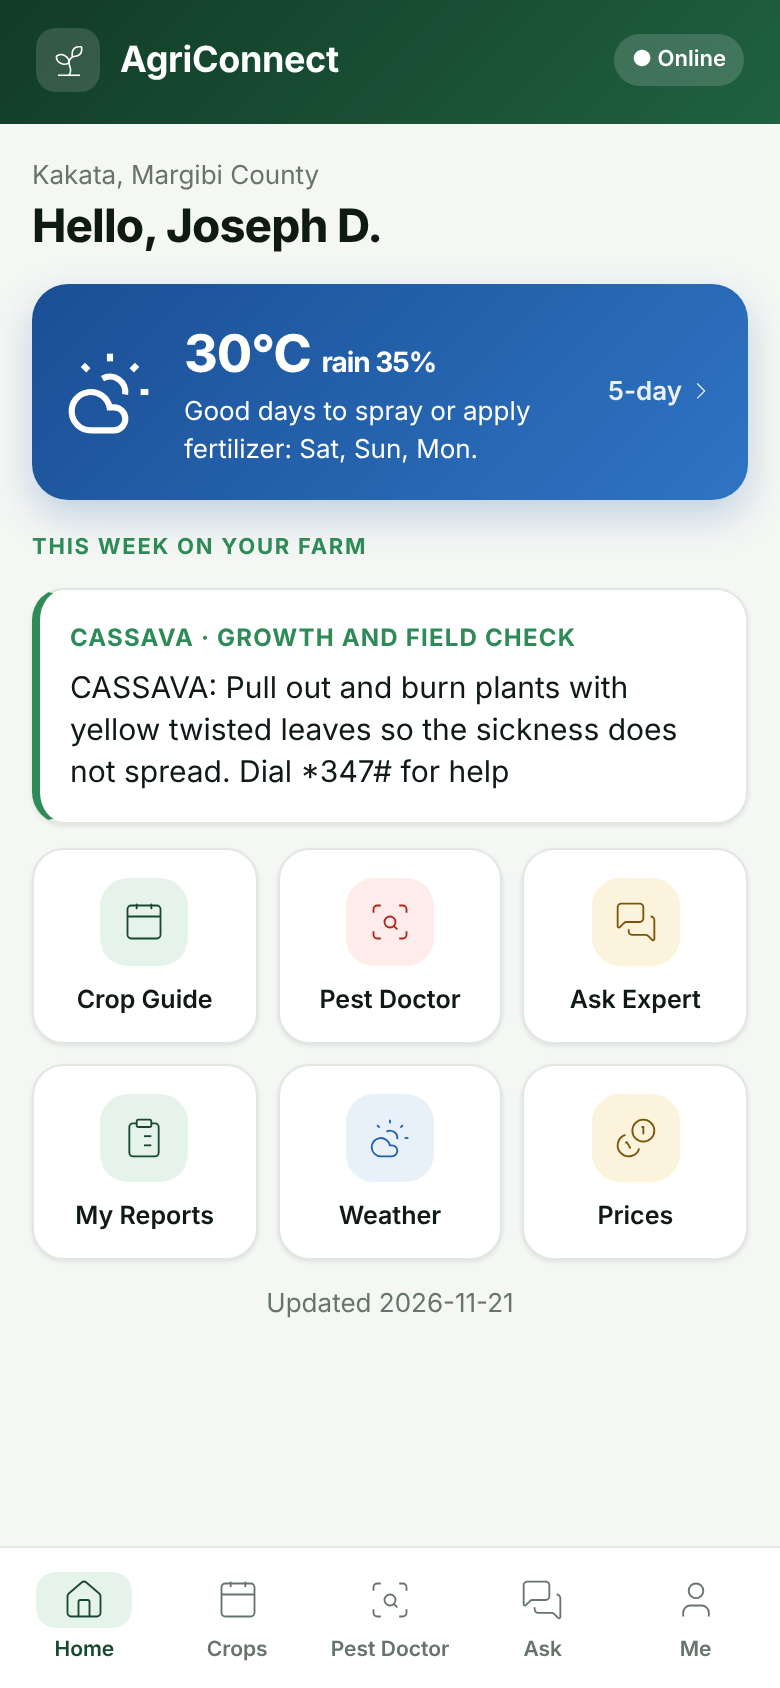 AgriConnect
Online
Kakata, Margibi County
Hello, Joseph D.
30°C rain 35%
Good days to spray or apply
fertilizer: Sat, Sun, Mon.
5-day
THIS WEEK ON YOUR FARM
CASSAVA · GROWTH AND FIELD CHECK
CASSAVA: Pull out and burn plants with
yellow twisted leaves so the sickness does
not spread. Dial *347# for help
Crop Guide
Pest Doctor
Ask Expert
My Reports
Weather
Prices
Updated 2026-11-21
Home
Crops
Pest Doctor
Ask
Me